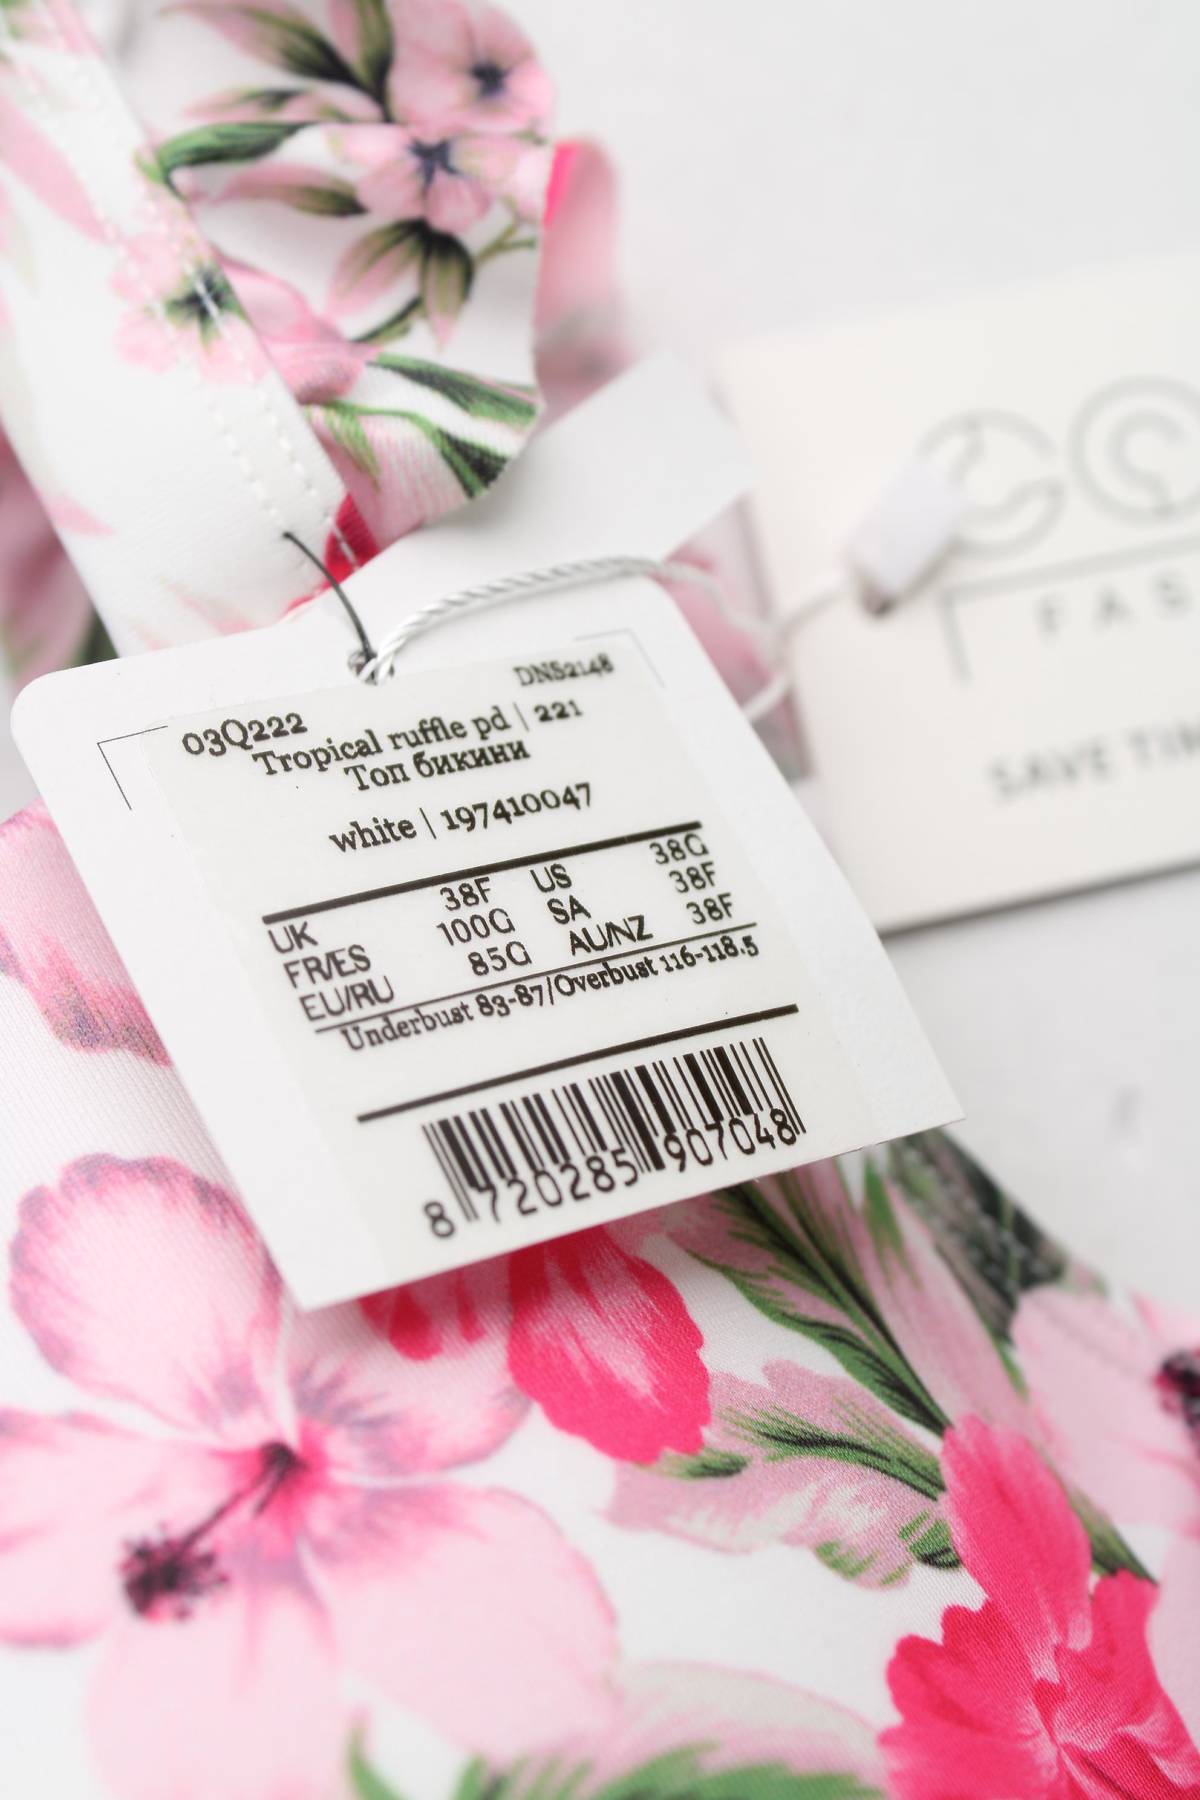 DNS2148
03Q222
Tropical ruffle pd | 221
Топ бикини
white | 197410047
UK 38F US 38G
FR/ES 100G SA 38F
EU/RU 85G AU/NZ 38F
Underbust 83-87/Overbust 116-118.5
8 720285 907048
FAS
SAVE TIM